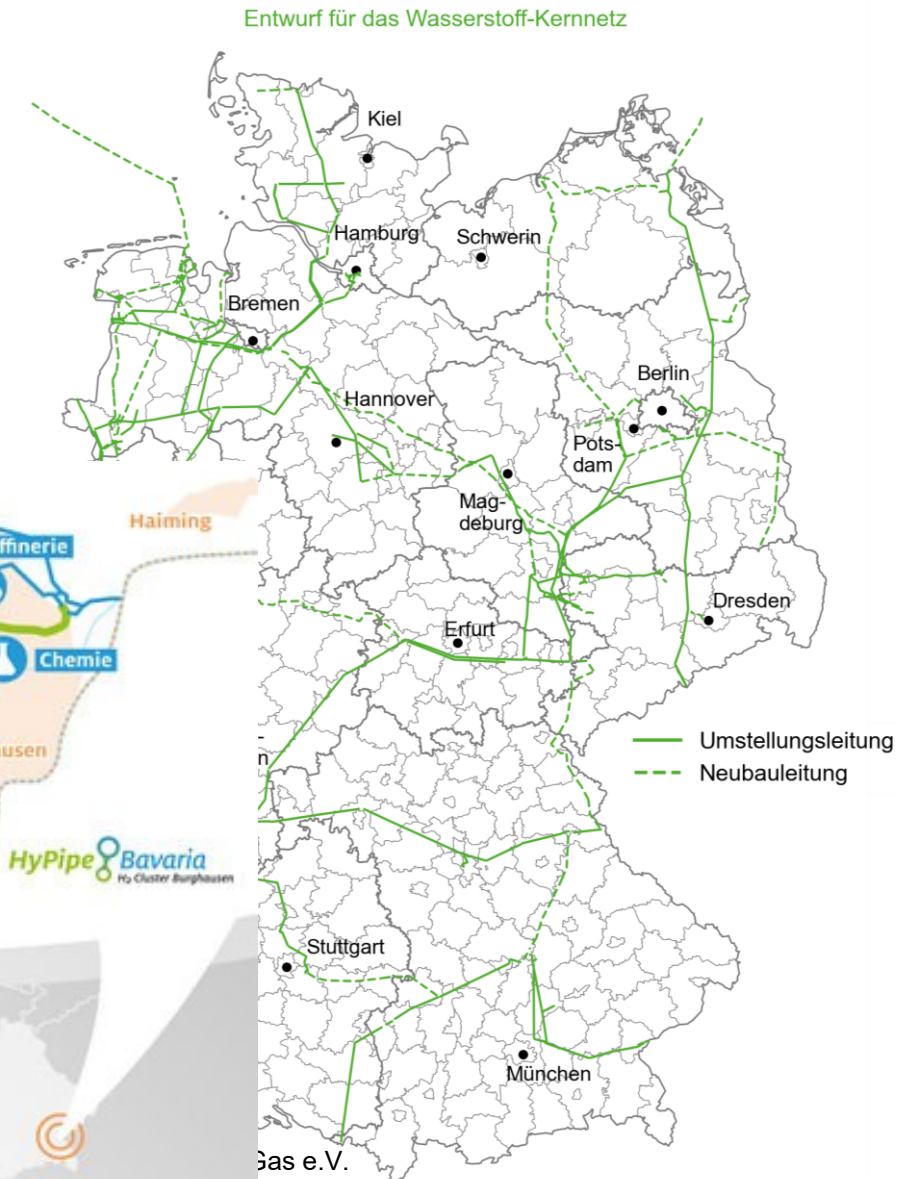 Entwurf für das Wasserstoff-Kernnetz
Kiel
Hamburg
Schwerin
Bremen
Berlin
Hannover
Pots-
dam
Mag-
deburg
Haiming
ffinerie
Dresden
Erfurt
Chemie
Umstellungsleitung
ausen
Neubauleitung
n
HyPipe Bavaria
H₂ Cluster Burghausen
Stuttgart
München
Gas e.V.